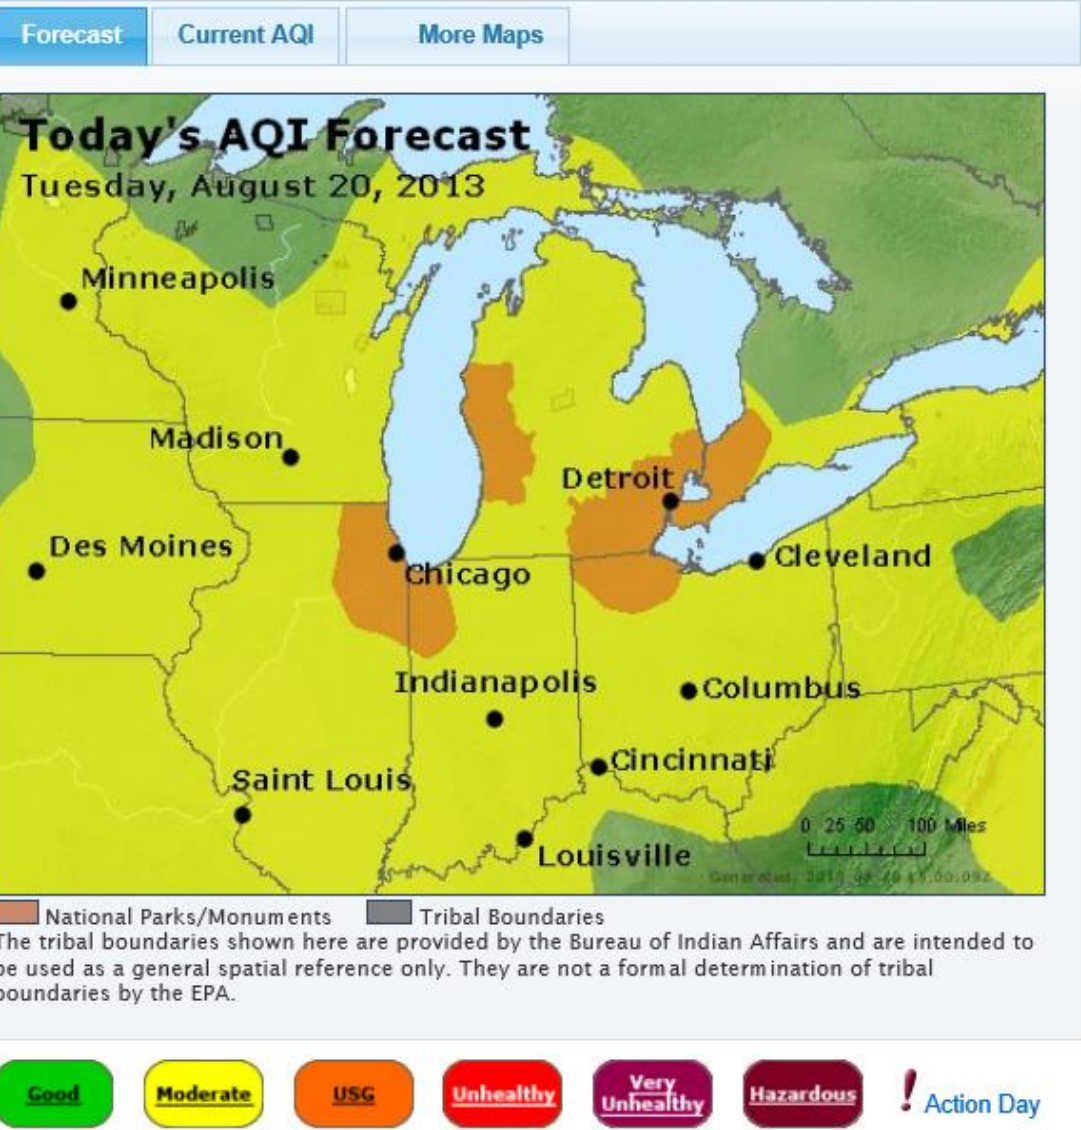 Forecast
Current AQI
More Maps
Today's AQI Forecast
Tuesday, August 20, 2013
Minneapolis
Madison
Detroit
Des Moines
Cleveland
Chicago
Indianapolis
Columbus
Cincinnati
Saint Louis
0 25 50 100 Miles
Louisville
National Parks/Monuments
Tribal Boundaries
The tribal boundaries shown here are provided by the Bureau of Indian Affairs and are intended to
be used as a general spatial reference only. They are not a formal determination of tribal
boundaries by the EPA.
Good
Moderate
USG
Unhealthy
Very
Unhealthy
Hazardous
! Action Day